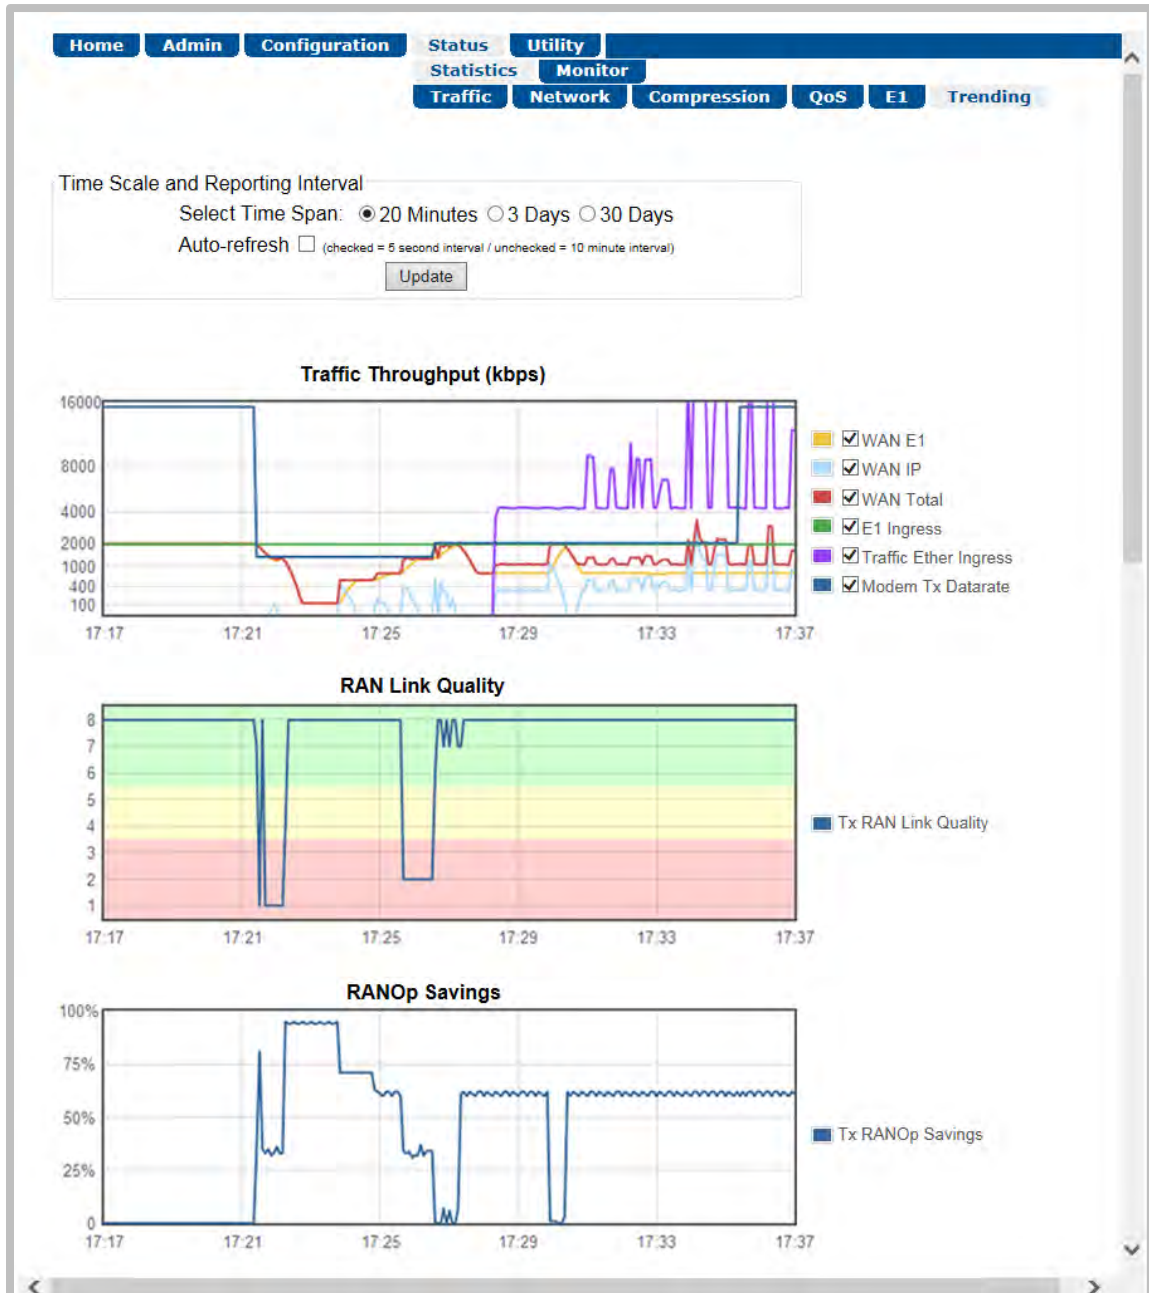 Home Admin Configuration Status Utility
Statistics Monitor
Traffic Network Compression QoS E1 Trending
Time Scale and Reporting Interval
Select Time Span: 20 Minutes 3 Days 30 Days
Auto-refresh (checked = 5 second interval / unchecked = 10 minute interval)
Update
Traffic Throughput (kbps)
16000
8000
4000
2000
1000
400
100
17:17 17:21 17:25 17:29 17:33 17:37
WAN E1
WAN IP
WAN Total
E1 Ingress
Traffic Ether Ingress
Modem Tx Datarate
RAN Link Quality
8
7
6
5
4
3
2
1
17:17 17:21 17:25 17:29 17:33 17:37
Tx RAN Link Quality
RANOp Savings
100%
75%
50%
25%
0
17:17 17:21 17:25 17:29 17:33 17:37
Tx RANOp Savings